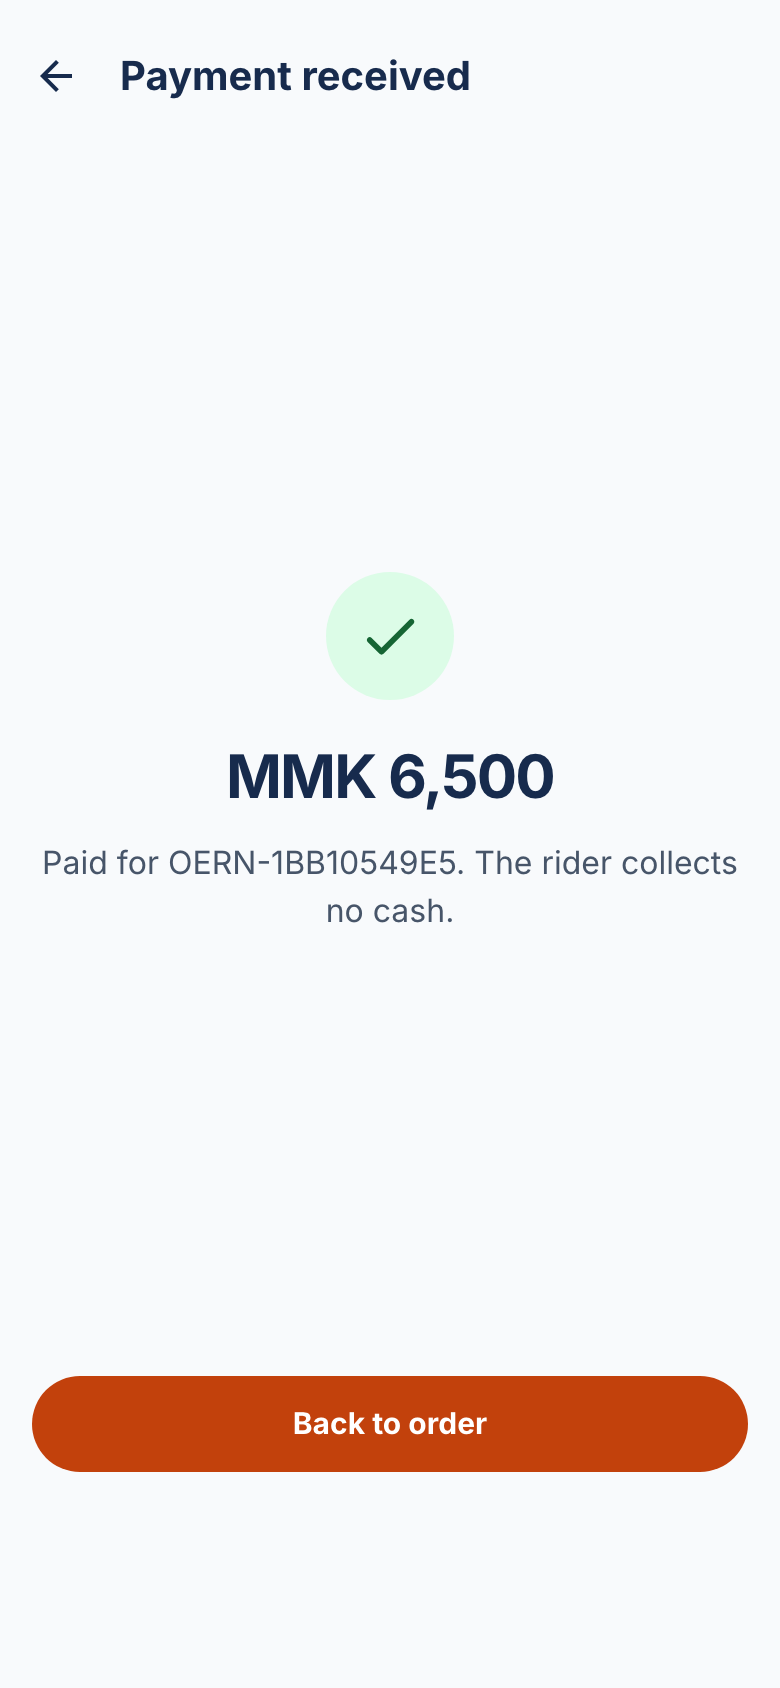 Payment received
MMK 6,500
Paid for OERN-1BB10549E5. The rider collects
no cash.
Back to order